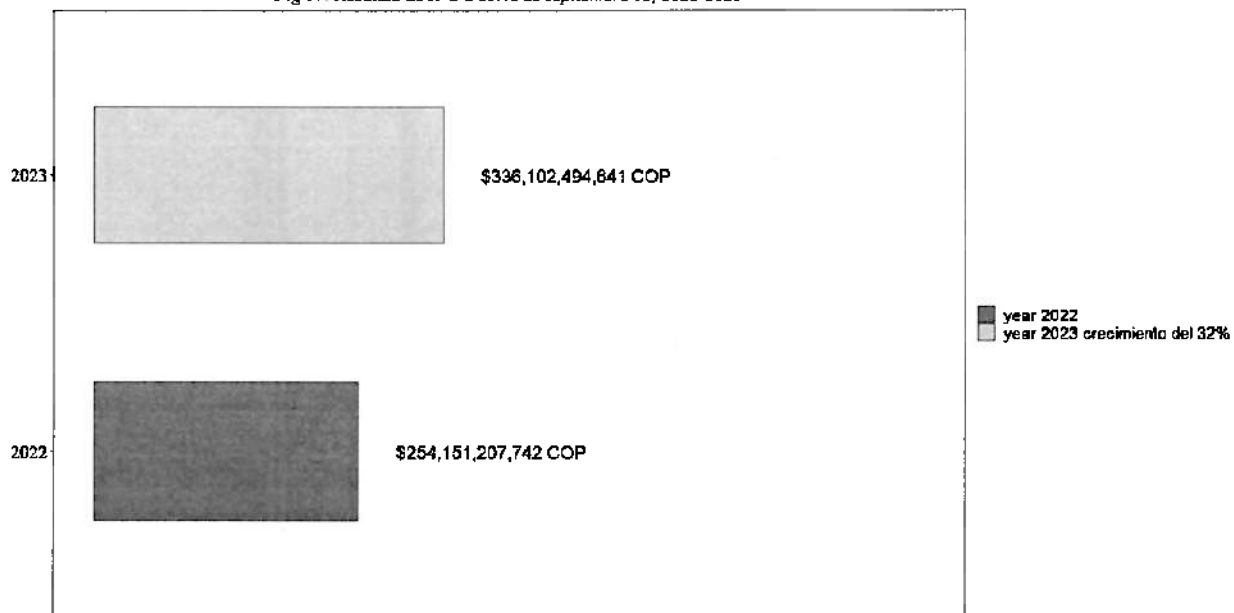 2023
$336,102,494,641 COP
year 2022
year 2023 crecimiento del 32%
2022
$254,151,207,742 COP